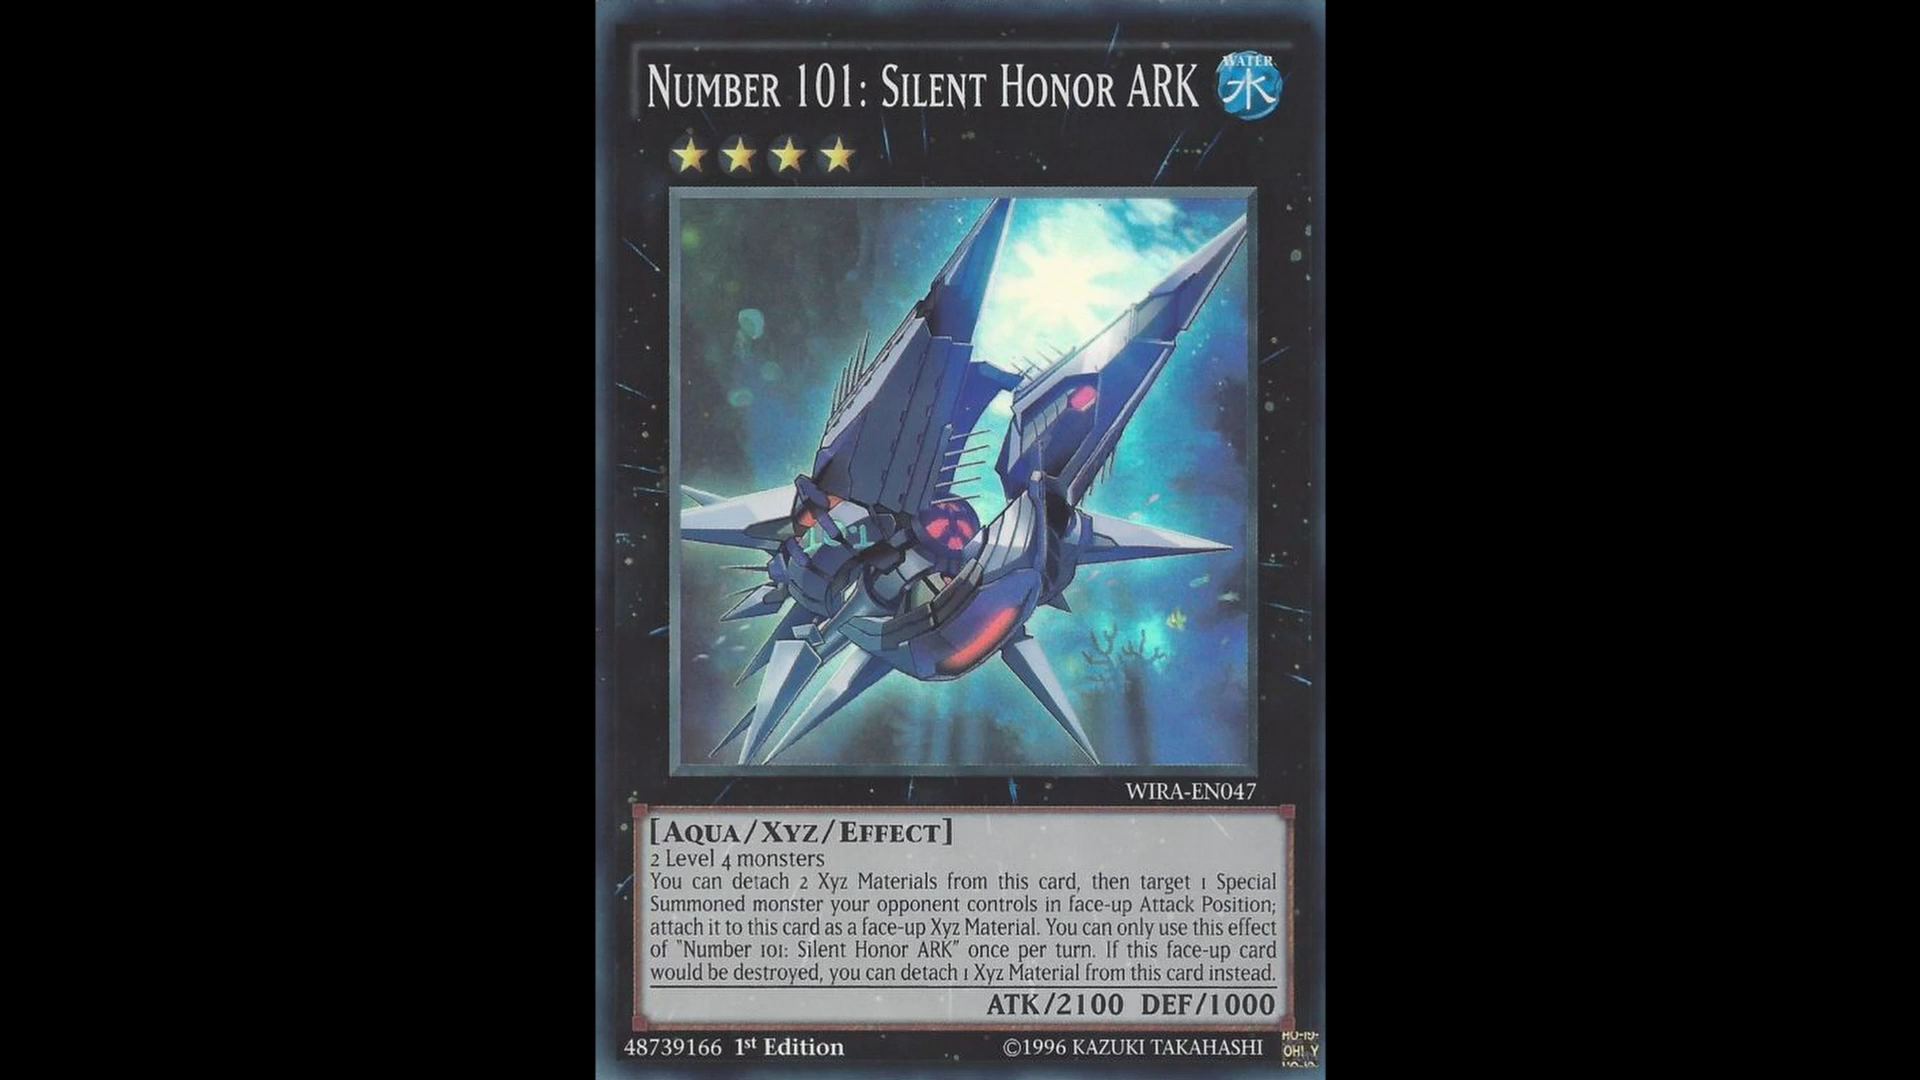 NUMBER 101: SILENT HONOR ARK
WATER
水
101
WIRA-EN047
[AQUA/XYZ/EFFECT]
2 Level 4 monsters
You can detach 2 Xyz Materials from this card, then target 1 Special
Summoned monster your opponent controls in face-up Attack Position;
attach it to this card as a face-up Xyz Material. You can only use this effect
of "Number 101: Silent Honor ARK" once per turn. If this face-up card
would be destroyed, you can detach 1 Xyz Material from this card instead.
ATK/2100 DEF/1000
48739166 1st Edition
©1996 KAZUKI TAKAHASHI
OH! Y